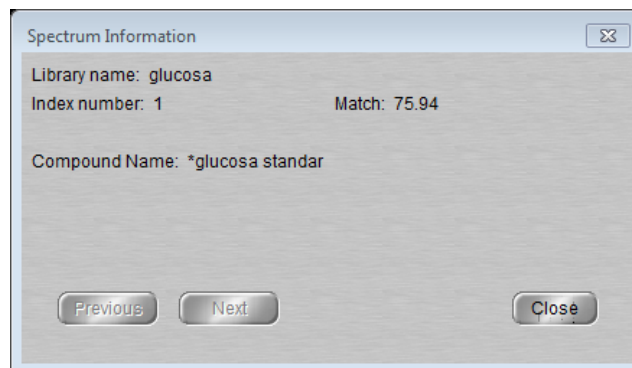 Spectrum Information
Library name: glucosa
Index number: 1 Match: 75.94
Compound Name: *glucosa standar
Previous Next Close